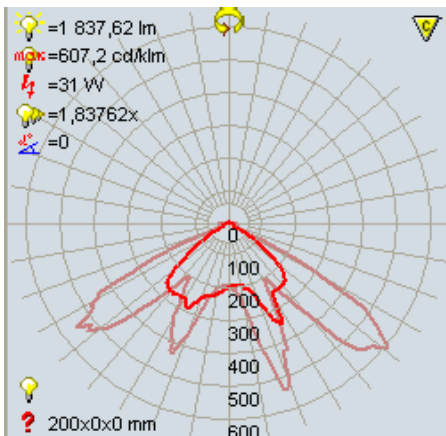 =1 837,62 lm
max =607,2 cd/klm
=31 W
=1,83762x
=0
C
0
100
200
300
400
500
600
? 200x0x0 mm